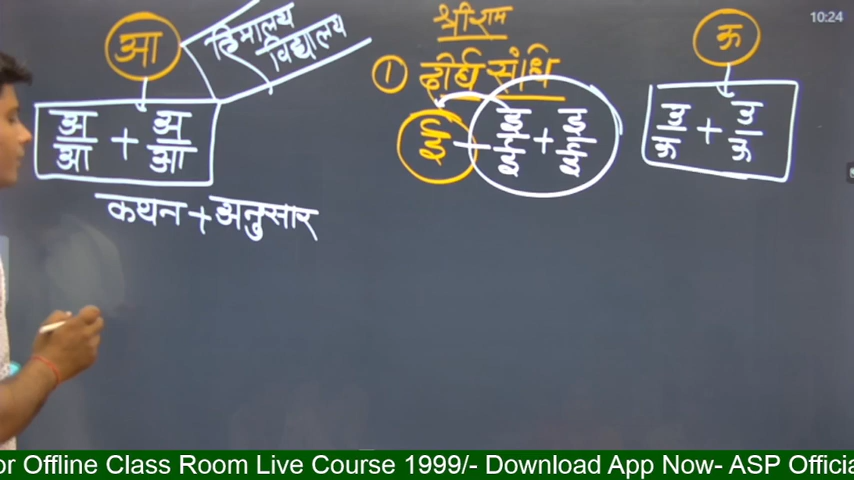 10:24
श्रीराम
① दीर्घ संधि
आ
हिमालय
विद्यालय
अ/आ + अ/आ
ई + इ/ई + इ/ई
ऊ
उ/ऊ + उ/ऊ
कथन + अनुसार
or Offline Class Room Live Course 1999/- Download App Now- ASP Officia